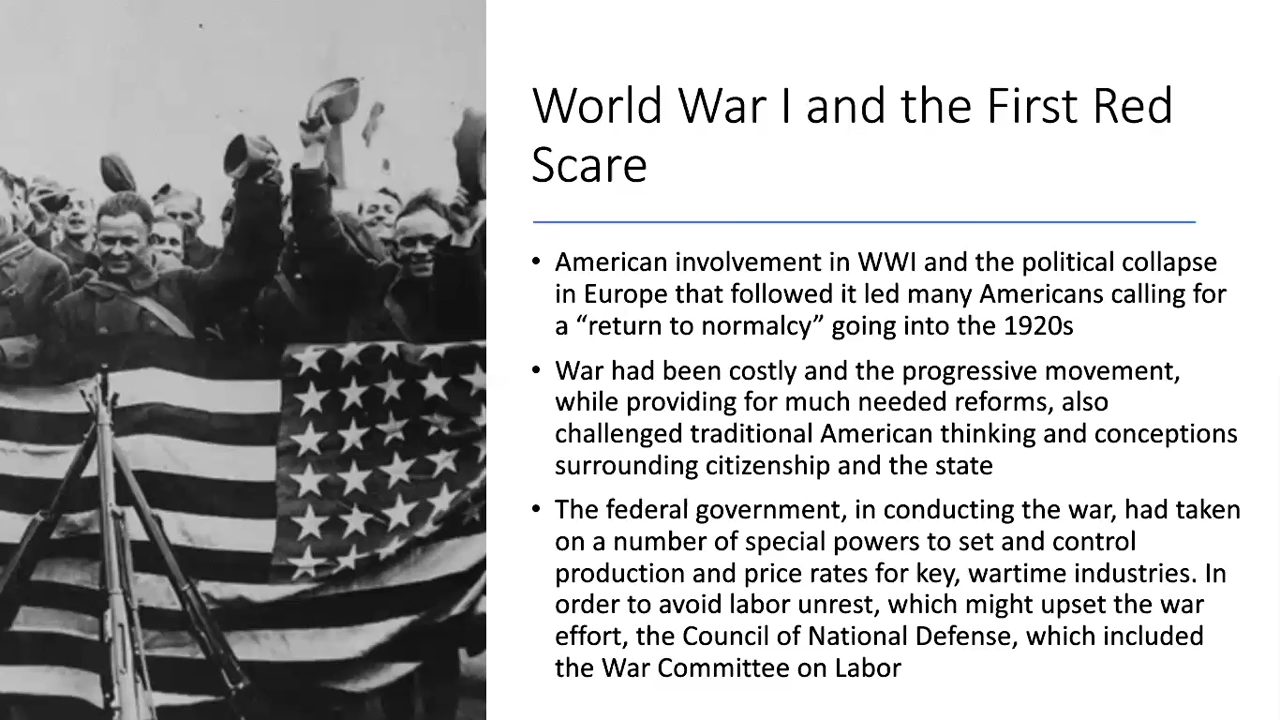 World War I and the First Red
Scare
• American involvement in WWI and the political collapse
in Europe that followed it led many Americans calling for
a “return to normalcy” going into the 1920s
• War had been costly and the progressive movement,
while providing for much needed reforms, also
challenged traditional American thinking and conceptions
surrounding citizenship and the state
• The federal government, in conducting the war, had taken
on a number of special powers to set and control
production and price rates for key, wartime industries. In
order to avoid labor unrest, which might upset the war
effort, the Council of National Defense, which included
the War Committee on Labor